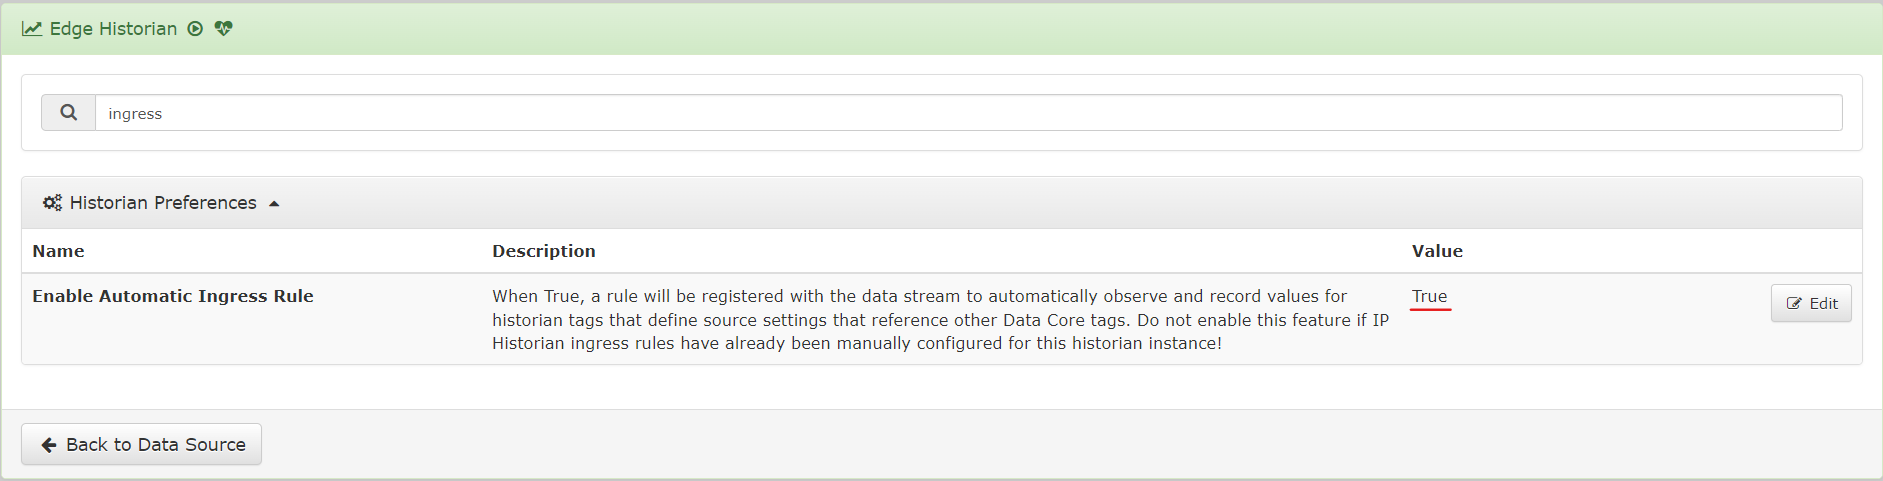 Edge Historian
ingress
Historian Preferences
Name Description Value
Enable Automatic Ingress Rule
When True, a rule will be registered with the data stream to automatically observe and record values for
historian tags that define source settings that reference other Data Core tags. Do not enable this feature if IP
Historian ingress rules have already been manually configured for this historian instance!
True
Edit
Back to Data Source